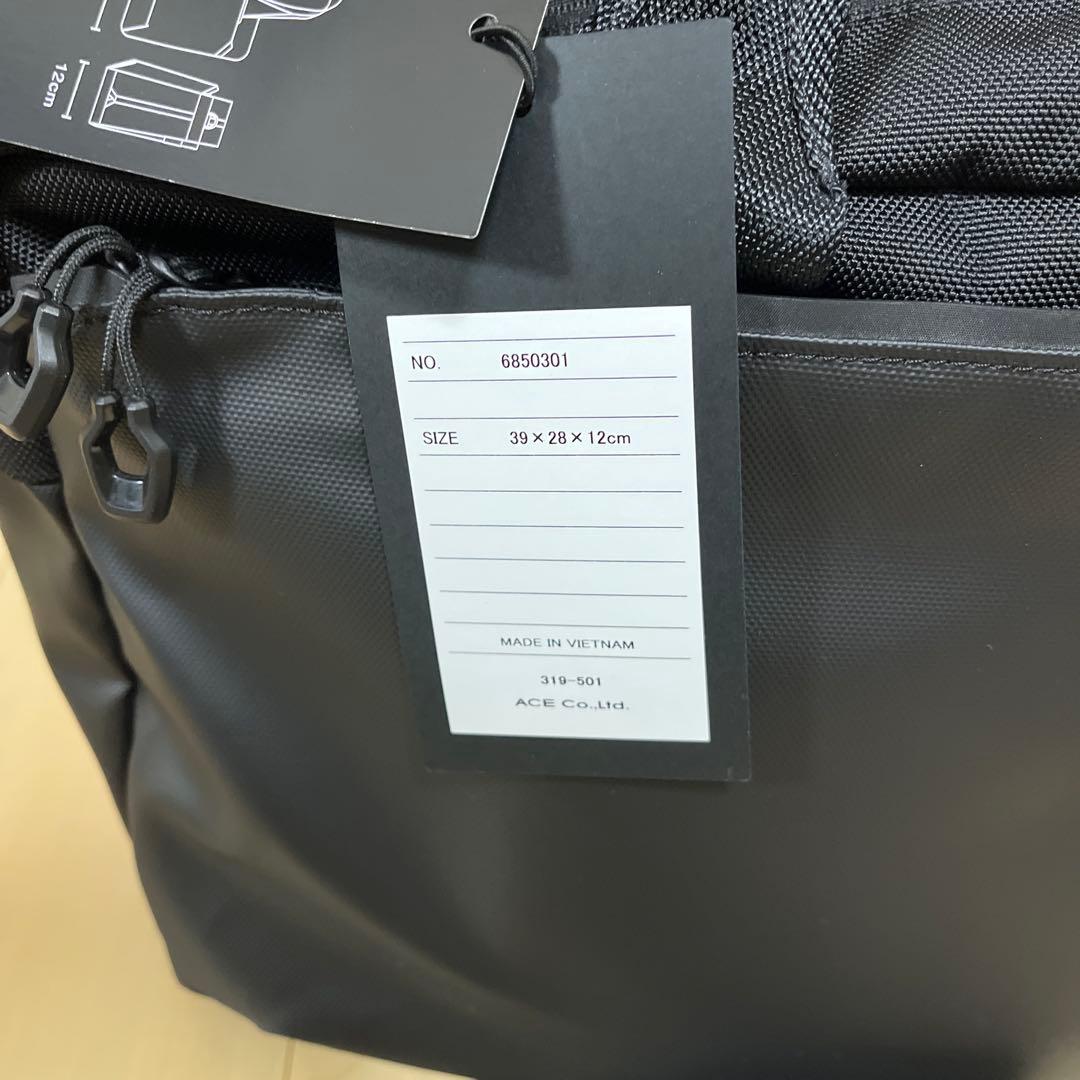 12cm
NO. 6850301
SIZE 39×28×12cm
MADE IN VIETNAM
319-501
ACE Co.,Ltd.